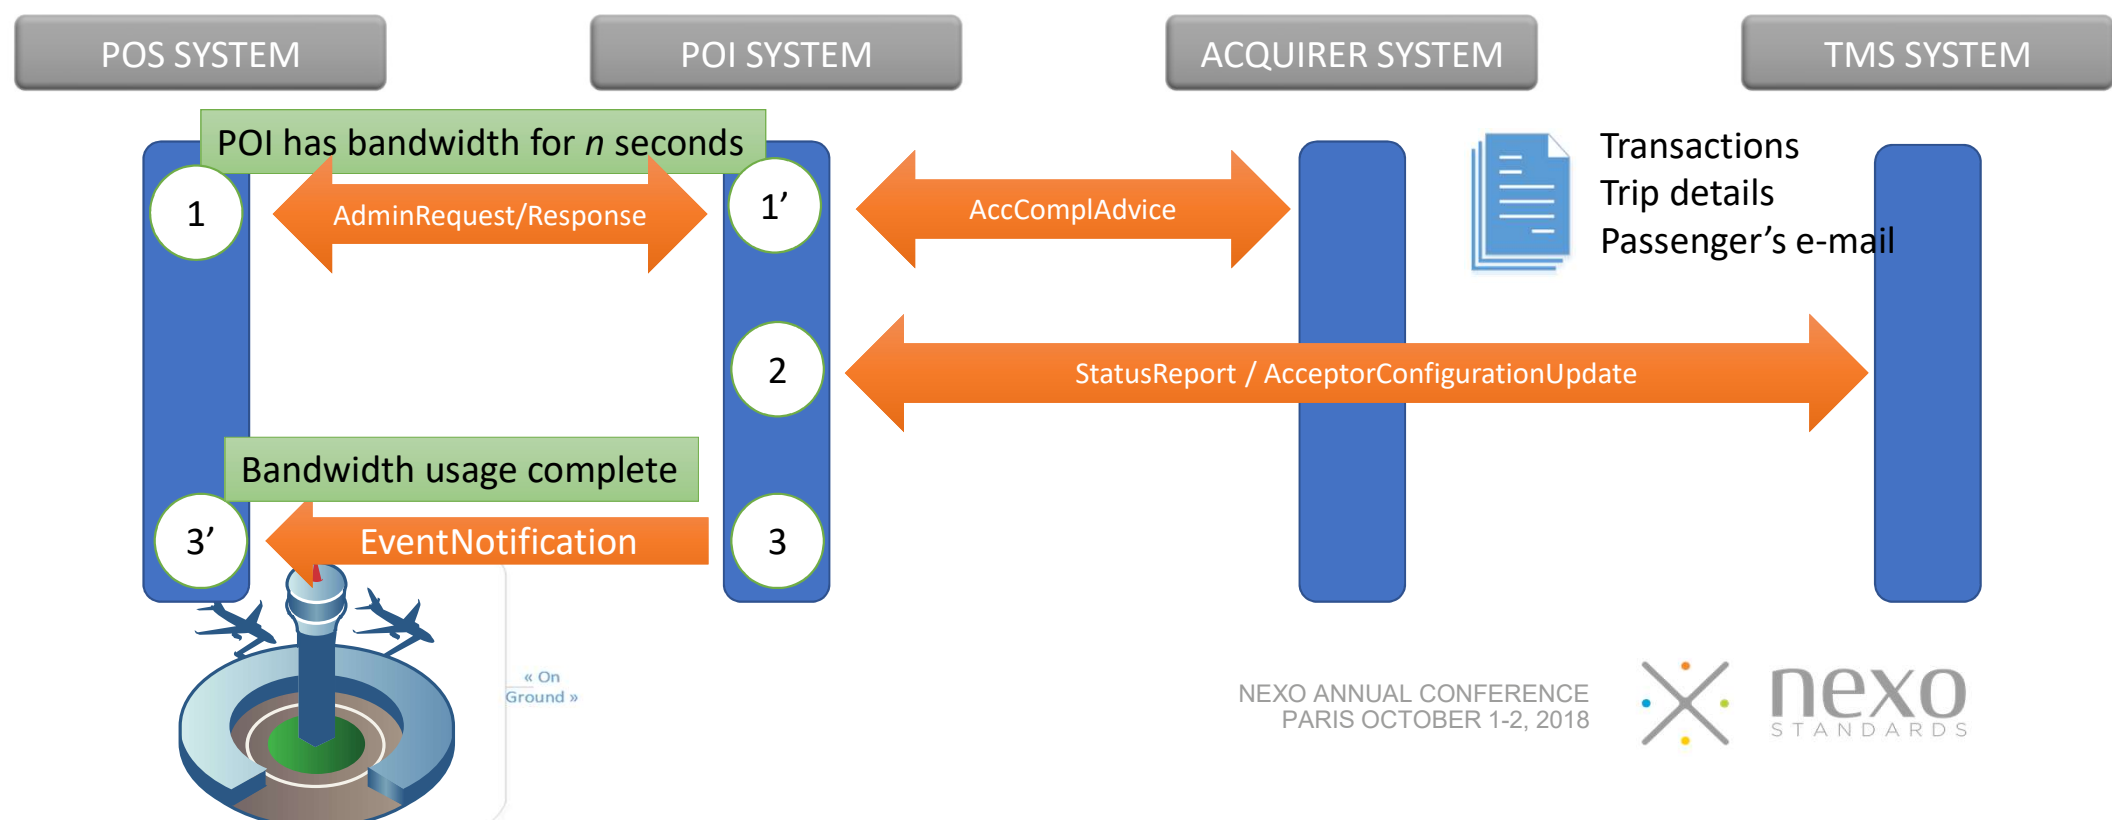 POS SYSTEM
POI SYSTEM
ACQUIRER SYSTEM
TMS SYSTEM
POI has bandwidth for n seconds
1
AdminRequest/Response
1’
AccComplAdvice
Transactions
Trip details
Passenger’s e-mail
2
StatusReport / AcceptorConfigurationUpdate
Bandwidth usage complete
3’
EventNotification
3
« On
Ground »
NEXO ANNUAL CONFERENCE
PARIS OCTOBER 1-2, 2018
nexo
STANDARDS